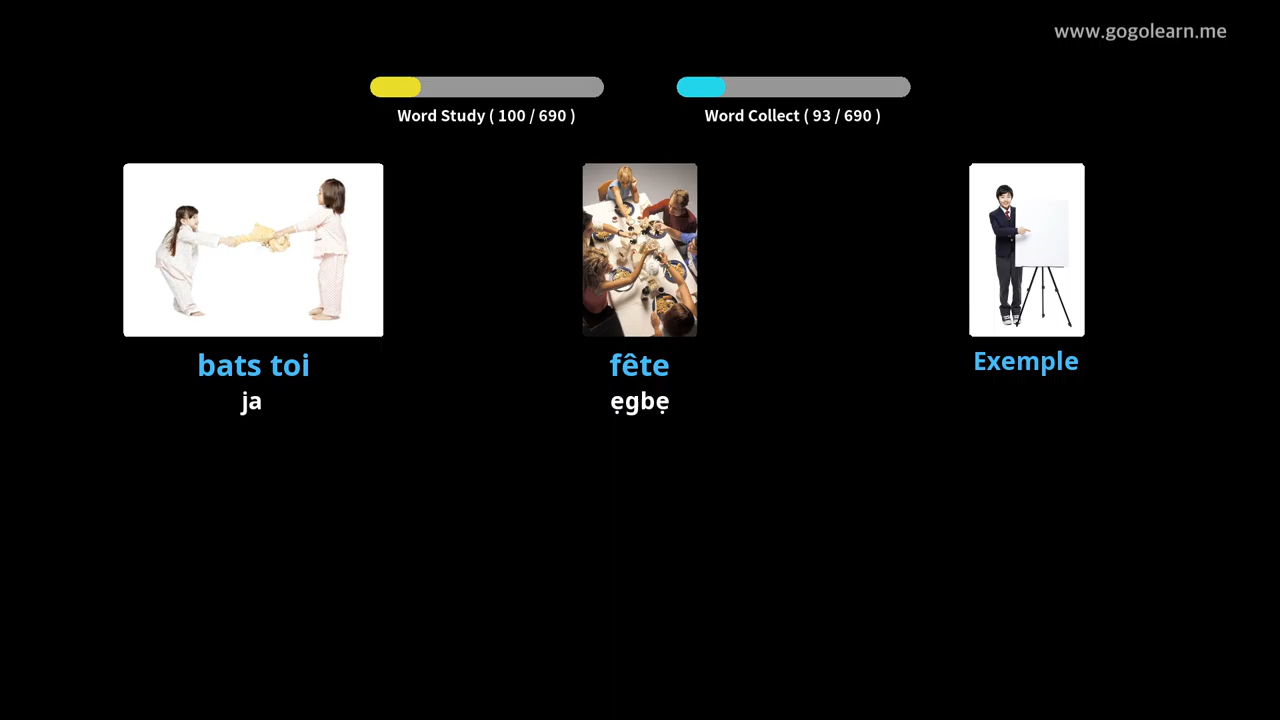 www.gogolearn.me
Word Study ( 100 / 690 )
Word Collect ( 93 / 690 )
bats toi
fête
Exemple
ja
ẹgbẹ